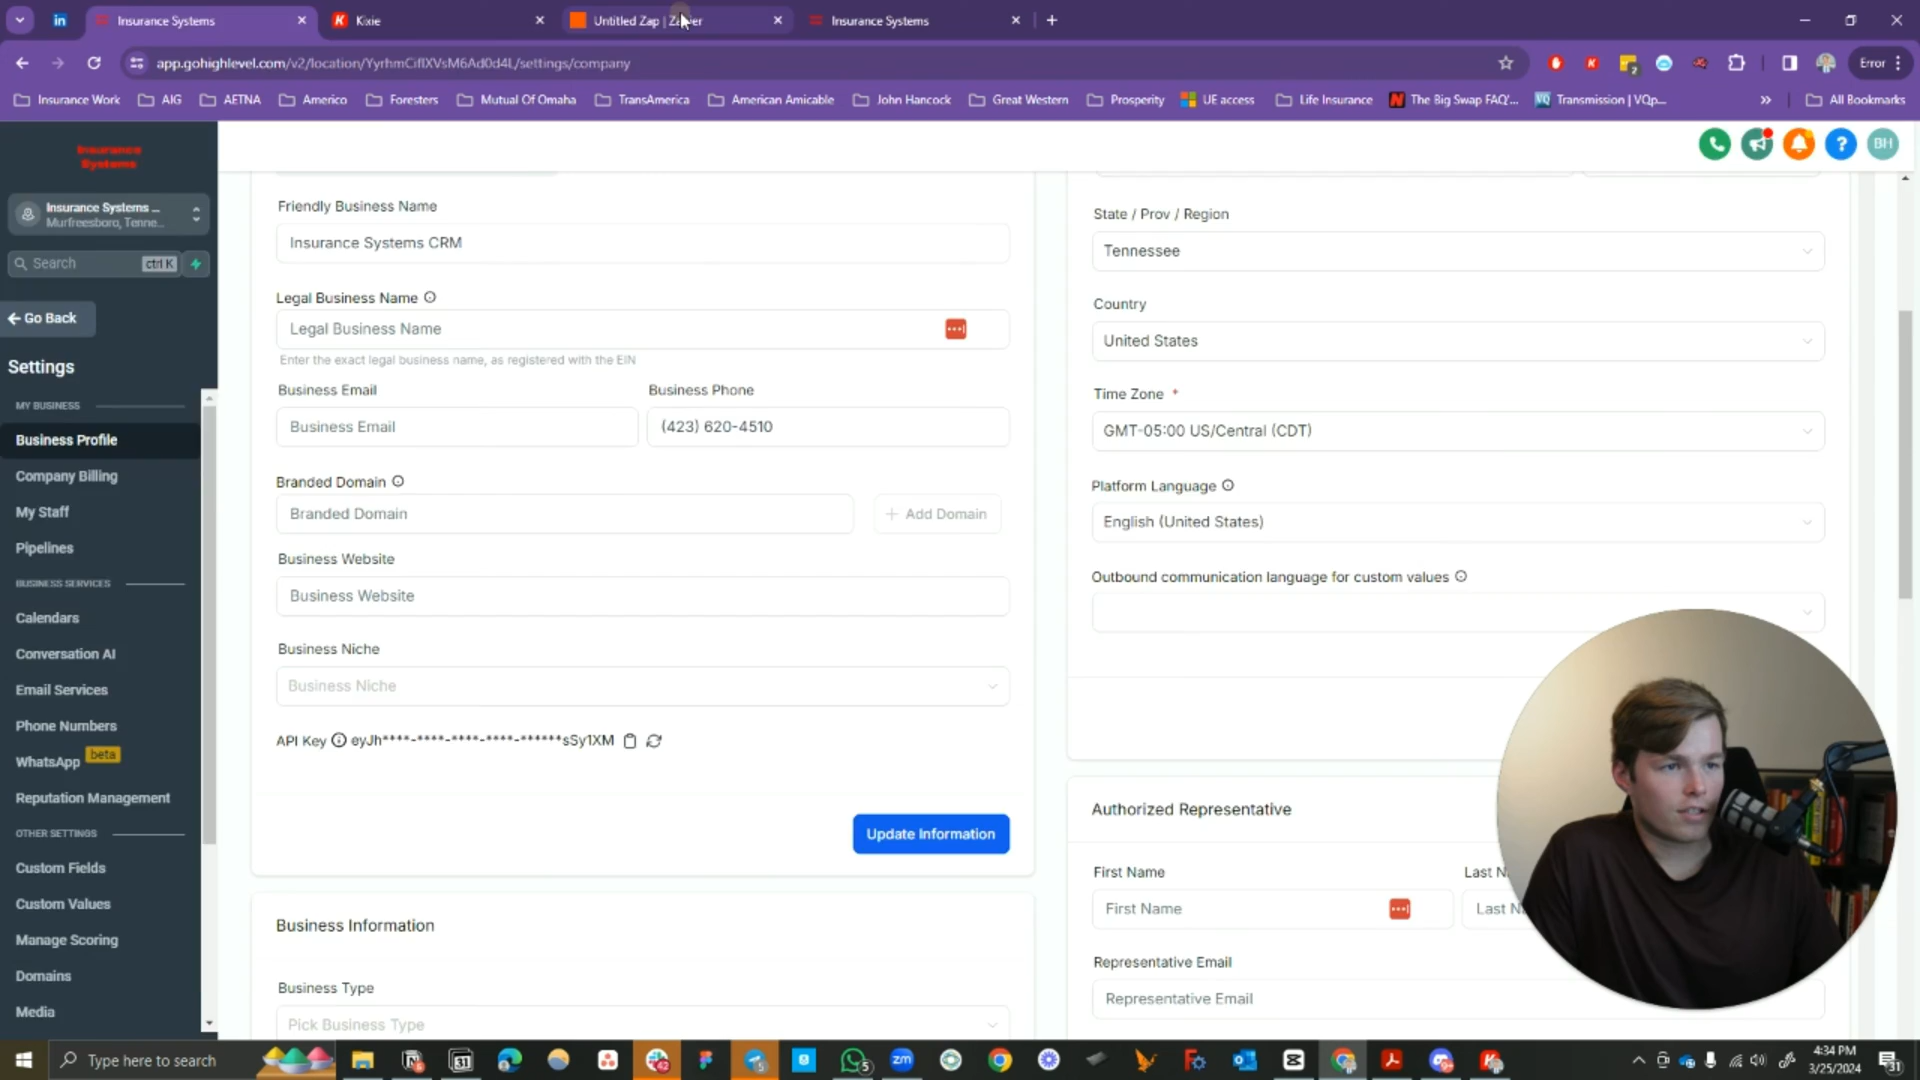 Insurance Systems
Kixie
Untitled Zap | Zapier
Insurance Systems
app.gohighlevel.com/v2/location/YyrhmCiflXVsM6Ad0d4L/settings/company
Error
Insurance Work
AIG
AETNA
Americo
Foresters
Mutual Of Omaha
TransAmerica
American Amicable
John Hancock
Great Western
Prosperity
UE access
Life Insurance
The Big Swap FAQ'...
Transmission | VQp...
All Bookmarks
Insurance
Systems
BH
Insurance Systems ...
Murfreesboro, Tenne...
Search
ctrl K
Go Back
Settings
MY BUSINESS
Business Profile
Company Billing
My Staff
Pipelines
BUSINESS SERVICES
Calendars
Conversation AI
Email Services
Phone Numbers
WhatsApp beta
Reputation Management
OTHER SETTINGS
Custom Fields
Custom Values
Manage Scoring
Domains
Media
Friendly Business Name
Insurance Systems CRM
Legal Business Name
Legal Business Name
Enter the exact legal business name, as registered with the EIN
Business Email
Business Phone
Business Email
(423) 620-4510
Branded Domain
Branded Domain
+ Add Domain
Business Website
Business Website
Business Niche
Business Niche
API Key eyJh****-****-****-****-******sSy1XM
Update Information
Business Information
Business Type
Pick Business Type
State / Prov / Region
Tennessee
Country
United States
Time Zone *
GMT-05:00 US/Central (CDT)
Platform Language
English (United States)
Outbound communication language for custom values
Authorized Representative
First Name
Last N
First Name
Last N
Representative Email
Representative Email
Type here to search
4:34 PM
3/25/2024